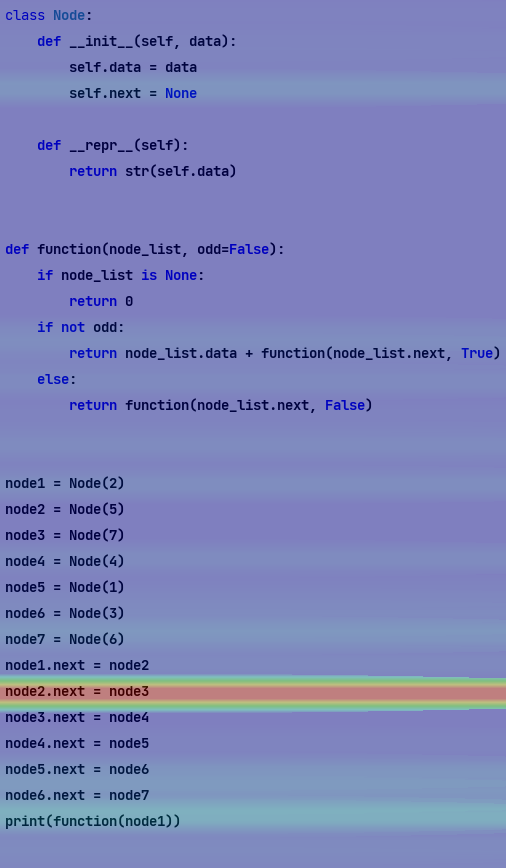 class Node:
    def __init__(self, data):
        self.data = data
        self.next = None

    def __repr__(self):
        return str(self.data)


def function(node_list, odd=False):
    if node_list is None:
        return 0
    if not odd:
        return node_list.data + function(node_list.next, True)
    else:
        return function(node_list.next, False)


node1 = Node(2)
node2 = Node(5)
node3 = Node(7)
node4 = Node(4)
node5 = Node(1)
node6 = Node(3)
node7 = Node(6)
node1.next = node2
node2.next = node3
node3.next = node4
node4.next = node5
node5.next = node6
node6.next = node7
print(function(node1))